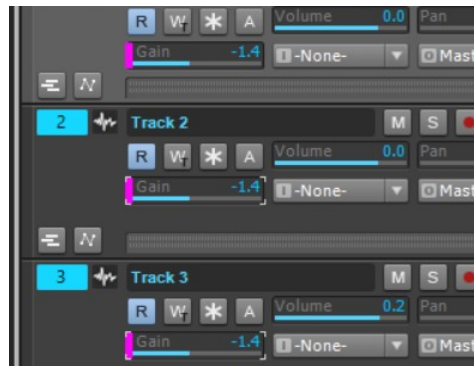 R W * A Volume 0.0 Pan
Gain -1.4 I -None- O Mast
2 Track 2 M S
R W * A Volume 0.0 Pan
Gain -1.4 I -None- O Mast
3 Track 3 M S
R W * A Volume 0.2 Pan
Gain -1.4 I -None- O Mast